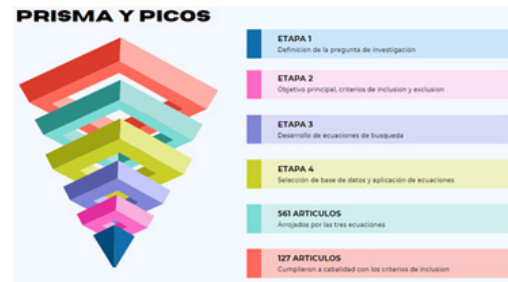 PRISMA Y PICOS
ETAPA 1
Definicion de la pregunta de investigación
ETAPA 2
Objetivo principal, criterios de inclusion y exclusion
ETAPA 3
Desarrollo de ecuaciones de busqueda
ETAPA 4
Selección de base de datos y aplicación de ecuaciones
561 ARTICULOS
Arrojados por las tres ecuaciones
127 ARTICULOS
Cumplieron a cabalidad con los criterios de inclusion